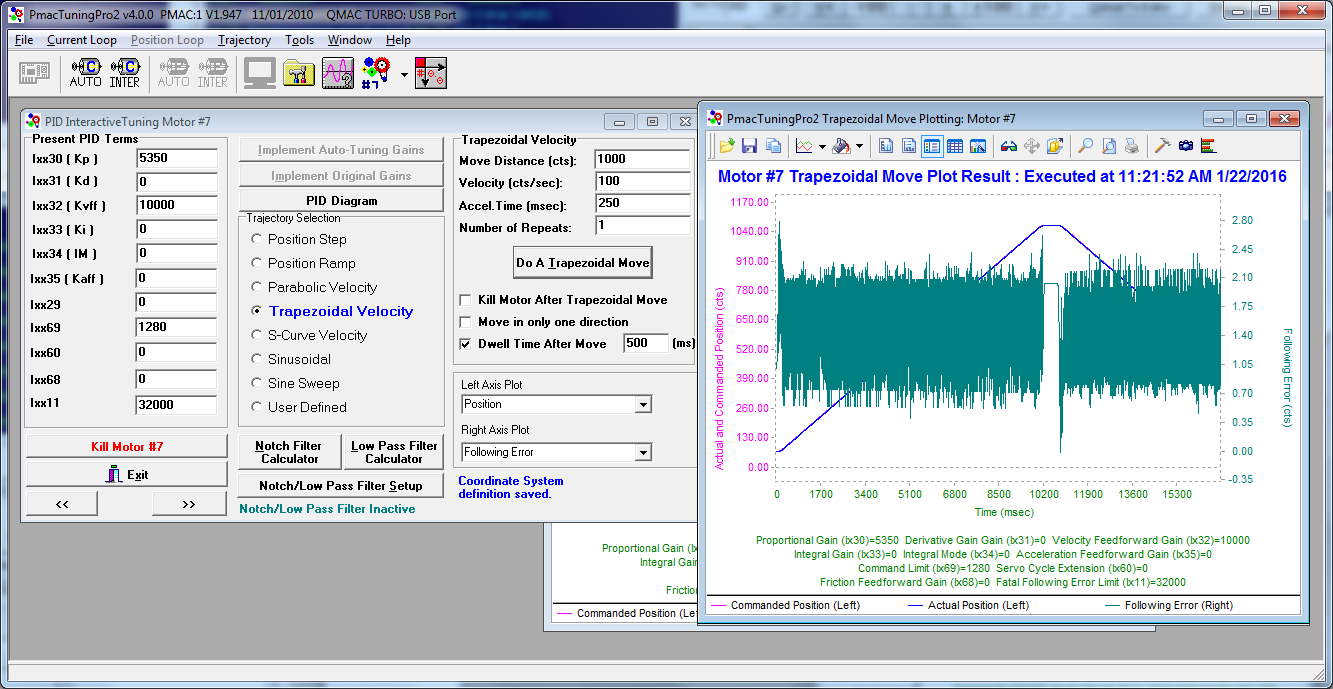 PmacTuningPro2 v4.0.0 PMAC:1 V1.947 11/01/2010 QMAC TURBO: USB Port
File Current Loop Position Loop Trajectory Tools Window Help
AUTO INTER AUTO INTER #7
PID InteractiveTuning Motor #7
Present PID Terms
Ixx30 ( Kp ) 5350
Ixx31 ( Kd ) 0
Ixx32 ( Kvff ) 10000
Ixx33 ( Ki ) 0
Ixx34 ( IM ) 0
Ixx35 ( Kaff ) 0
Ixx29 0
Ixx69 1280
Ixx60 0
Ixx68 0
Ixx11 32000
Kill Motor #7
Exit
<< >>
Implement Auto-Tuning Gains
Implement Original Gains
PID Diagram
Trajectory Selection
Position Step
Position Ramp
Parabolic Velocity
Trapezoidal Velocity
S-Curve Velocity
Sinusoidal
Sine Sweep
User Defined
Notch Filter
Calculator
Low Pass Filter
Calculator
Notch/Low Pass Filter Setup
Notch/Low Pass Filter Inactive
Trapezoidal Velocity
Move Distance (cts): 1000
Velocity (cts/sec): 100
Accel.Time (msec): 250
Number of Repeats: 1
Do A Trapezoidal Move
Kill Motor After Trapezoidal Move
Move in only one direction
Dwell Time After Move 500 (ms)
Left Axis Plot
Position
Right Axis Plot
Following Error
Coordinate System
definition saved.
Proportional Gain (Ix
Integral Gain
Friction
Commanded Position (Le
PmacTuningPro2 Trapezoidal Move Plotting: Motor #7
Motor #7 Trapezoidal Move Plot Result : Executed at 11:21:52 AM 1/22/2016
Actual and Commanded Position (cts)
1170.00
1040.00
910.00
780.00
650.00
520.00
390.00
260.00
130.00
0.00
2.80
2.45
2.10
1.75
1.40
1.05
0.70
0.35
0.00
-0.35
Following Error (cts)
0 1700 3400 5100 6800 8500 10200 11900 13600 15300
Time (msec)
Proportional Gain (Ix30)=5350 Derivative Gain Gain (Ix31)=0 Velocity Feedforward Gain (Ix32)=10000
Integral Gain (Ix33)=0 Integral Mode (Ix34)=0 Acceleration Feedforward Gain (Ix35)=0
Command Limit (Ix69)=1280 Servo Cycle Extension (Ix60)=0
Friction Feedforward Gain (Ix68)=0 Fatal Following Error Limit (Ix11)=32000
Commanded Position (Left) Actual Position (Left) Following Error (Right)